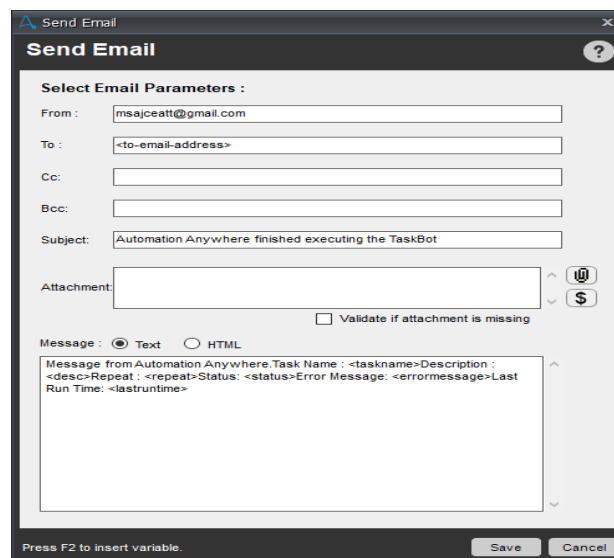 Send Email
x
Send Email
?
Select Email Parameters :
From :
msajceatt@gmail.com
To :
<to-email-address>
Cc:
Bcc:
Subject:
Automation Anywhere finished executing the TaskBot
Attachment:
$
Validate if attachment is missing
Message :
Text
HTML
Message from Automation Anywhere.Task Name : <taskname>Description :
<desc>Repeat : <repeat>Status: <status>Error Message: <errormessage>Last
Run Time: <lastruntime>
Press F2 to insert variable.
Save
Cancel